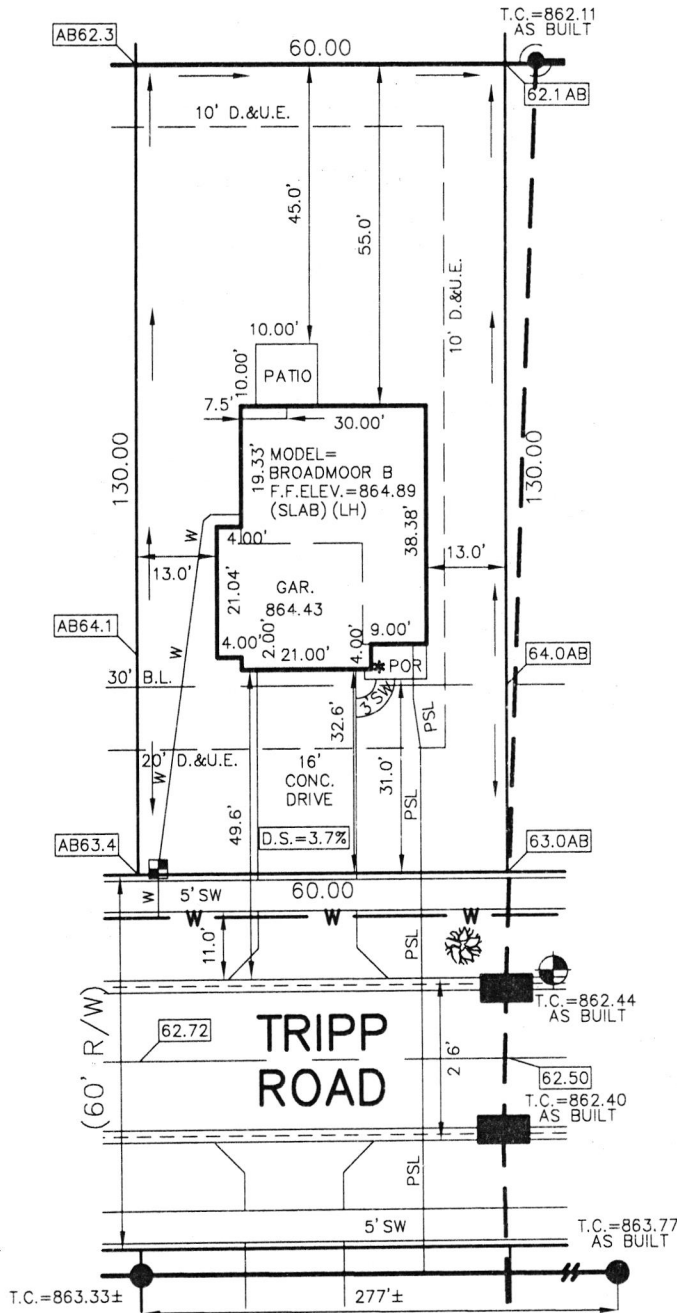 T.C.=862.11
AS BUILT
AB62.3
60.00
62.1 AB
10' D.&U.E.
45.0'
55.0'
10' D.&U.E.
10.00'
10.00'
PATIO
7.5'
30.00'
130.00
130.00
19.33'
MODEL=
BROADMOOR B
F.F.ELEV.=864.89
(SLAB) (LH)
38.38'
W
4.00'
13.0'
13.0'
21.04'
GAR.
864.43
4.00'
2.00'
21.00'
4.00'
9.00'
* POR
AB64.1
64.0AB
W
30' B.L.
3'SW
PSL
32.6'
20' D.&U.E.
16'
CONC.
DRIVE
31.0'
W
PSL
49.6'
D.S.=3.7%
AB63.4
63.0AB
5' SW
60.00
W
W
W
W
11.0'
PSL
T.C.=862.44
AS BUILT
(60' R/W)
62.72
TRIPP
ROAD
2 6'
62.50
T.C.=862.40
AS BUILT
PSL
5' SW
T.C.=863.77
AS BUILT
T.C.=863.33±
277'±